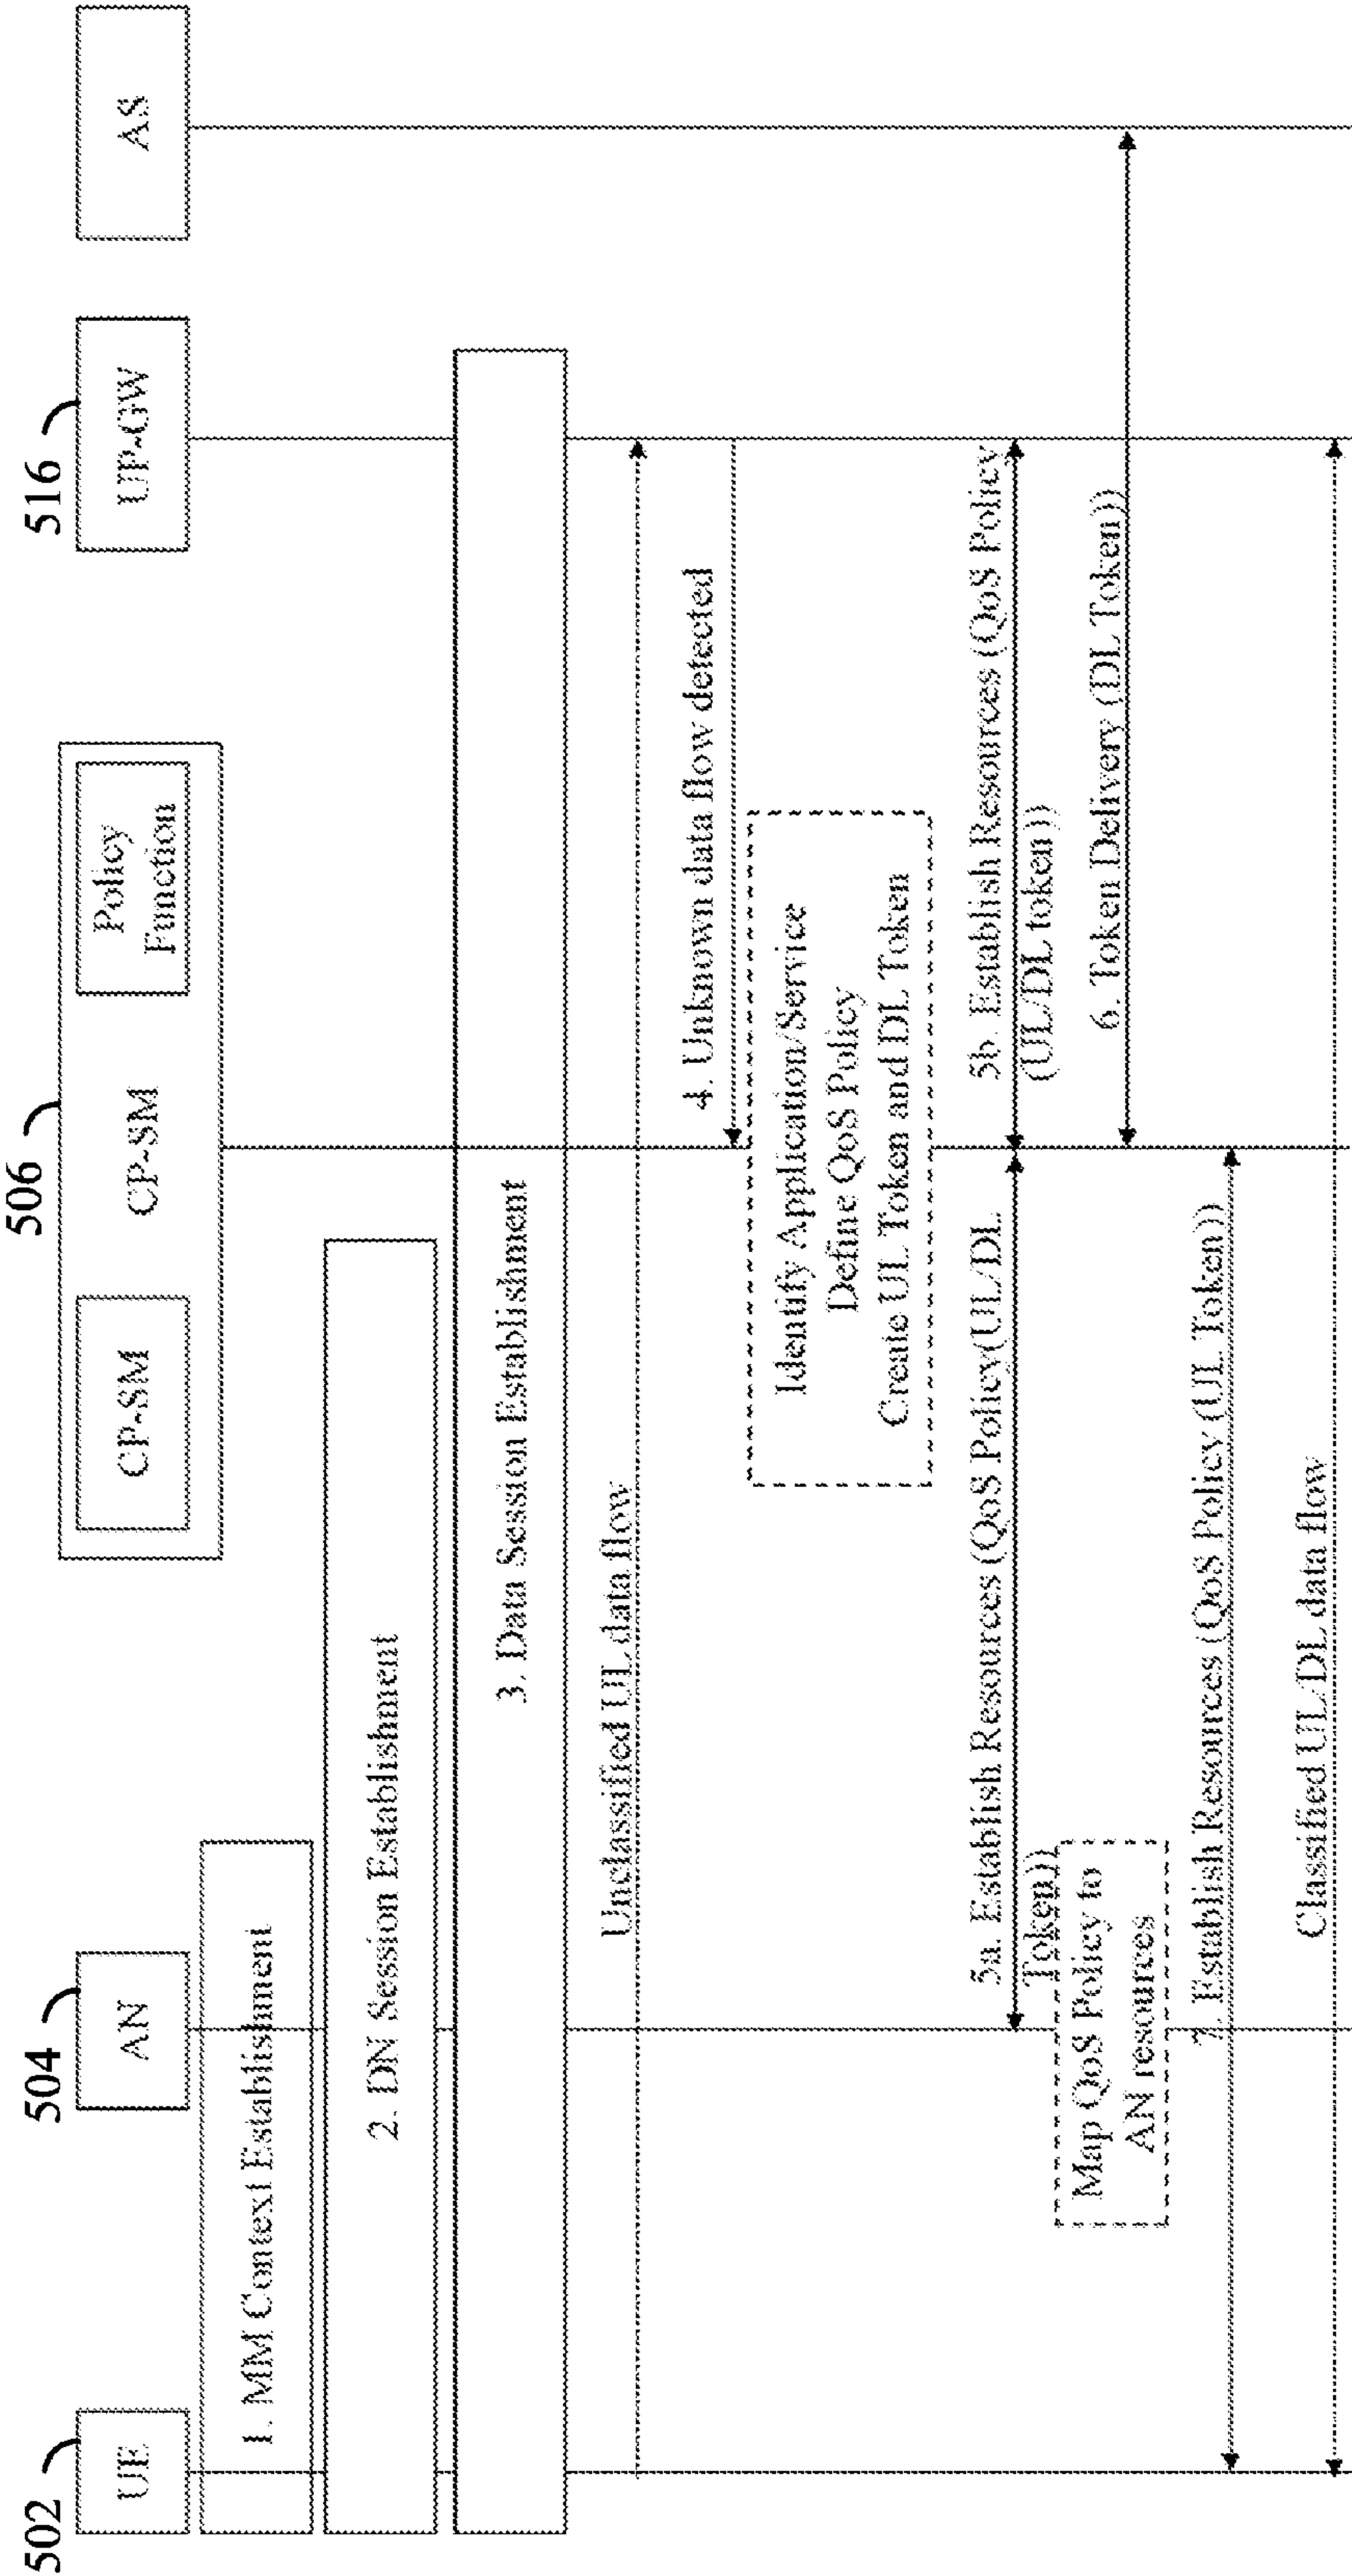 502
504
506
516
UE
AN
CP-SM
CP-SM
Policy
Function
UP-GW
AS
1. MM Context Establishment
2. DN Session Establishment
3. Data Session Establishment
Unclassified UL data flow
4. Unknown data flow detected
Identify Application/Service
Define QoS Policy
Create UL Token and DL Token
5a. Establish Resources (QoS Policy(UL/DL
Token))
5b. Establish Resources (QoS Policy
(UL/DL token))
Map QoS Policy to
AN resources
6. Token Delivery (DL Token))
7. Establish Resources (QoS Policy (UL Token))
Classified UL/DL data flow